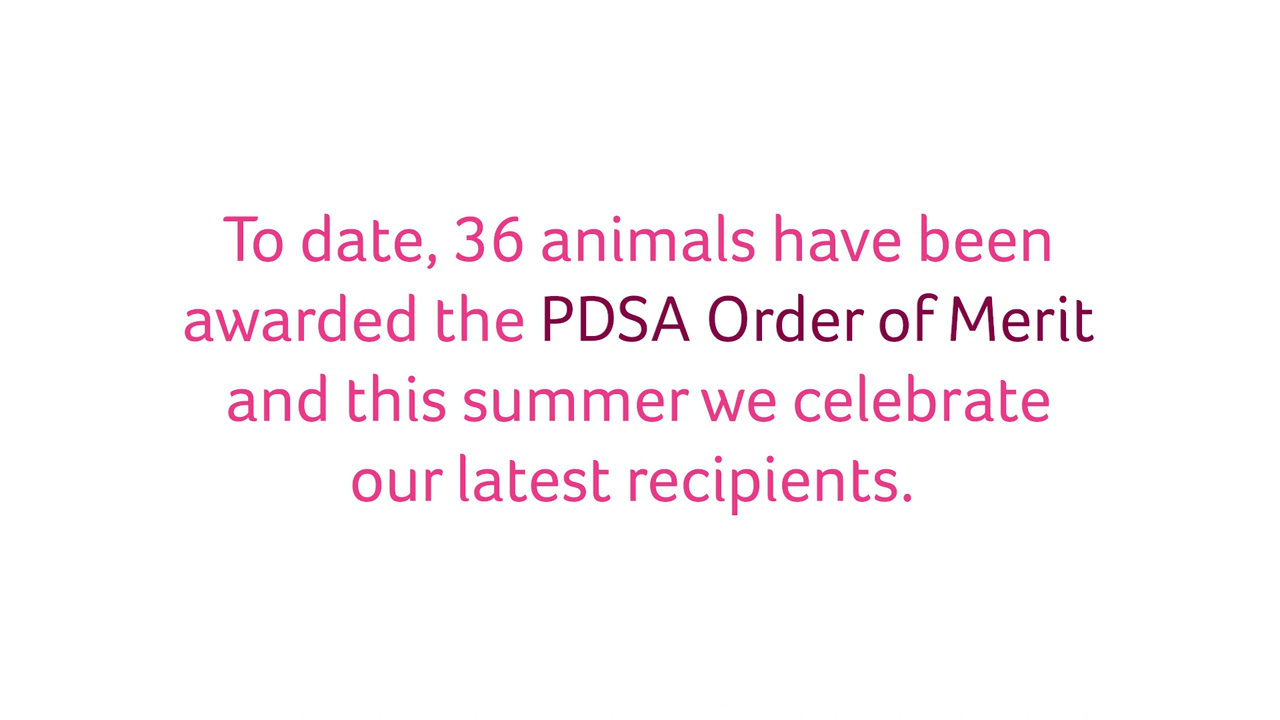 To date, 36 animals have been
awarded the PDSA Order of Merit
and this summer we celebrate
our latest recipients.